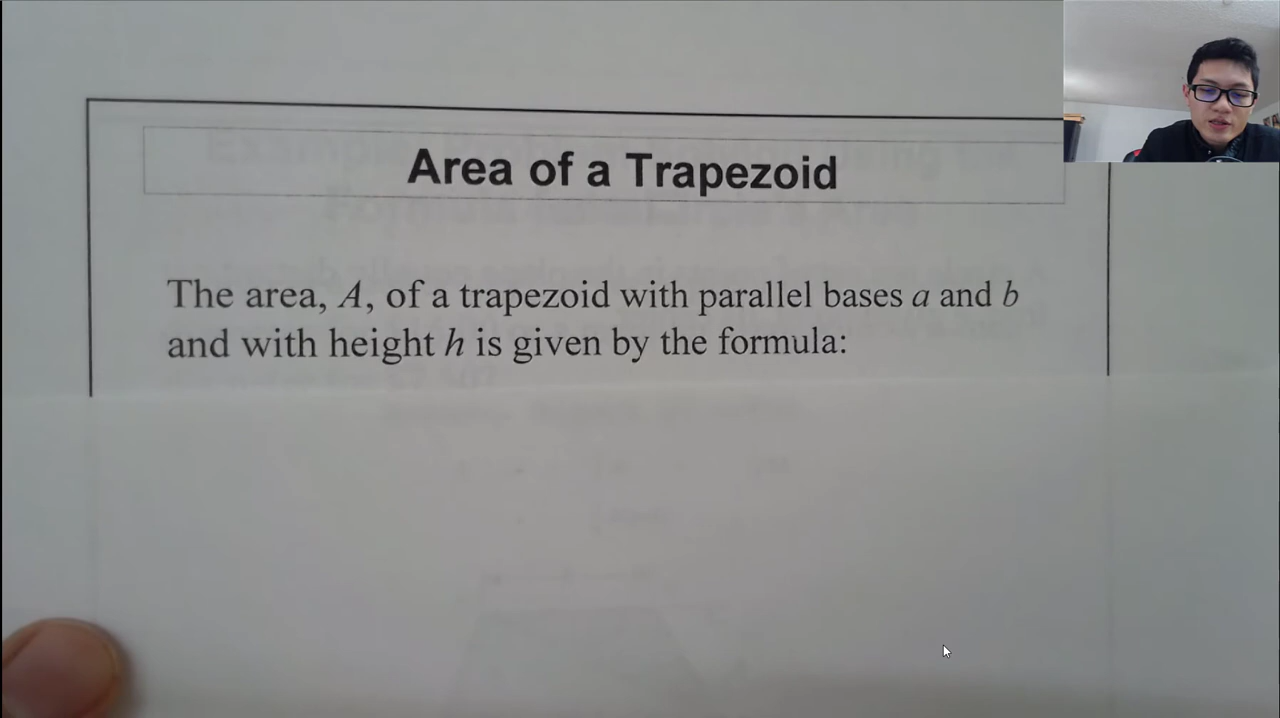 Area of a Trapezoid
The area, A, of a trapezoid with parallel bases a and b
and with height h is given by the formula: